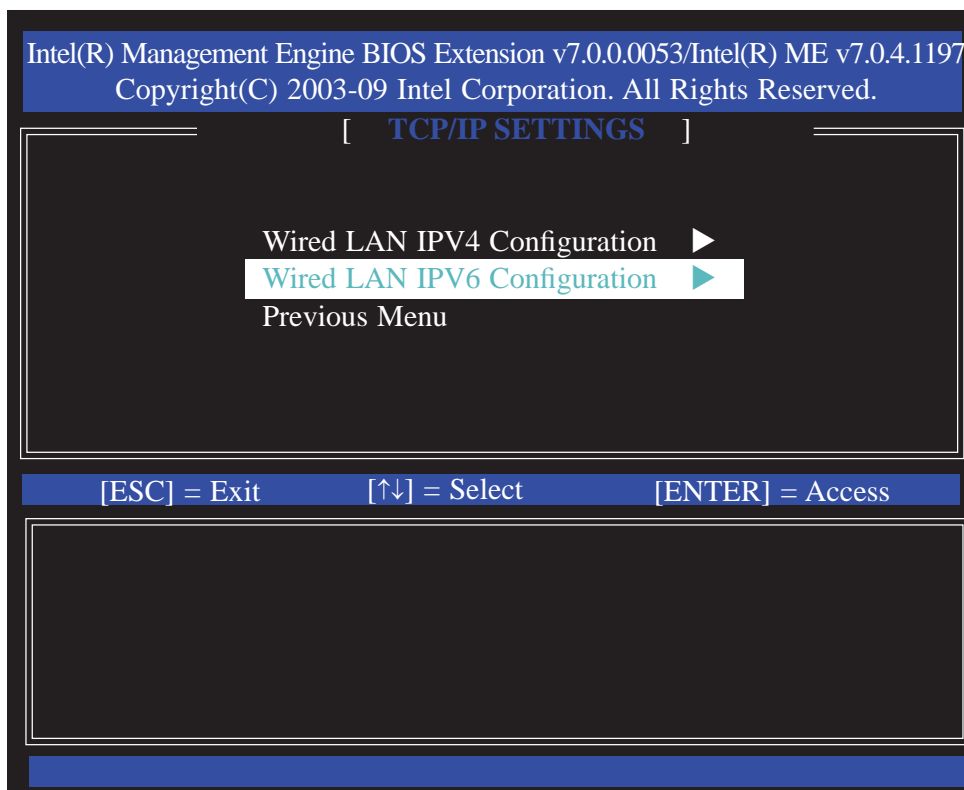 Intel(R) Management Engine BIOS Extension v7.0.0.0053/Intel(R) ME v7.0.4.1197
Copyright(C) 2003-09 Intel Corporation. All Rights Reserved.
[ TCP/IP SETTINGS ]
Wired LAN IPV4 Configuration ▶
Wired LAN IPV6 Configuration ▶
Previous Menu
[ESC] = Exit [↑↓] = Select [ENTER] = Access